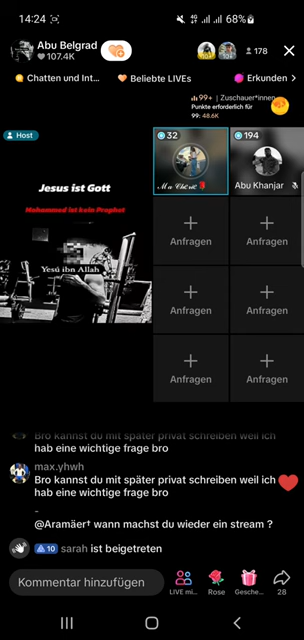 14:24
68%
Abu Belgrad
107.4K
178
Chatten und Int...
Beliebte LIVEs
Erkunden >
99+ | Zuschauer*innen
Punkte erforderlich für
99: 48.6K
Host
32
194
Abu Khanjar
Jesus ist Gott
Mohammed ist kein Prophet
Yesú ibn Allah
Anfragen
Anfragen
Anfragen
Anfragen
Anfragen
Anfragen
Bro kannst du mit später privat schreiben weil ich
hab eine wichtige frage bro
max.yhwh
Bro kannst du mit später privat schreiben weil ich
hab eine wichtige frage bro
-
@Aramäer† wann machst du wieder ein stream ?
10 sarah ist beigetreten
Kommentar hinzufügen
LIVE mi...
Rose
Gesche...
28